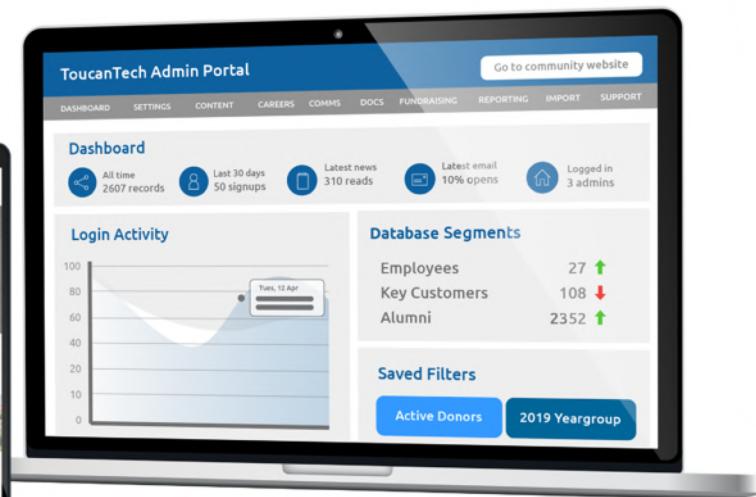 ToucanTech Admin Portal
Go to community website
DASHBOARD SETTINGS CONTENT CAREERS COMMS DOCS FUNDRAISING REPORTING IMPORT SUPPORT
Dashboard
All time
2607 records
Last 30 days
50 signups
Latest news
310 reads
Latest email
10% opens
Logged in
3 admins
Login Activity
100
80
60
40
20
10
0
Tues, 12 Apr
Database Segments
Employees 27
Key Customers 108
Alumni 2352
Saved Filters
Active Donors
2019 Yeargroup